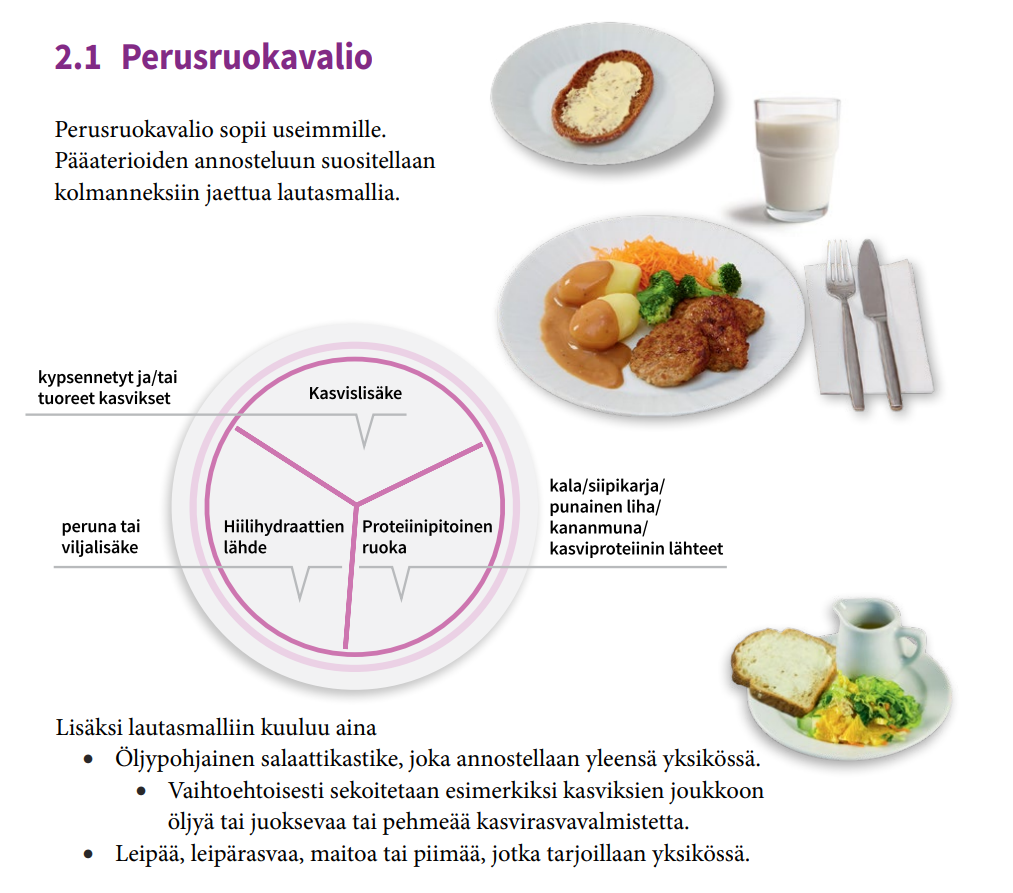 2.1 Perusruokavalio
Perusruokavalio sopii useimmille.
Pääaterioiden annosteluun suositellaan
kolmanneksiin jaettua lautasmallia.
kypsennetyt ja/tai
tuoreet kasvikset
Kasvislisäke
peruna tai
viljalisäke
Hiilihydraattien
lähde
Proteiinipitoinen
ruoka
kala/siipikarja/
punainen liha/
kananmuna/
kasviproteiinin lähteet
Lisäksi lautasmalliin kuuluu aina
• Öljypohjainen salaattikastike, joka annostellaan yleensä yksikössä.
• Vaihtoehtoisesti sekoitetaan esimerkiksi kasviksien joukkoon
öljyä tai juoksevaa tai pehmeää kasvirasvavalmistetta.
• Leipää, leipärasvaa, maitoa tai piimää, jotka tarjoillaan yksikössä.